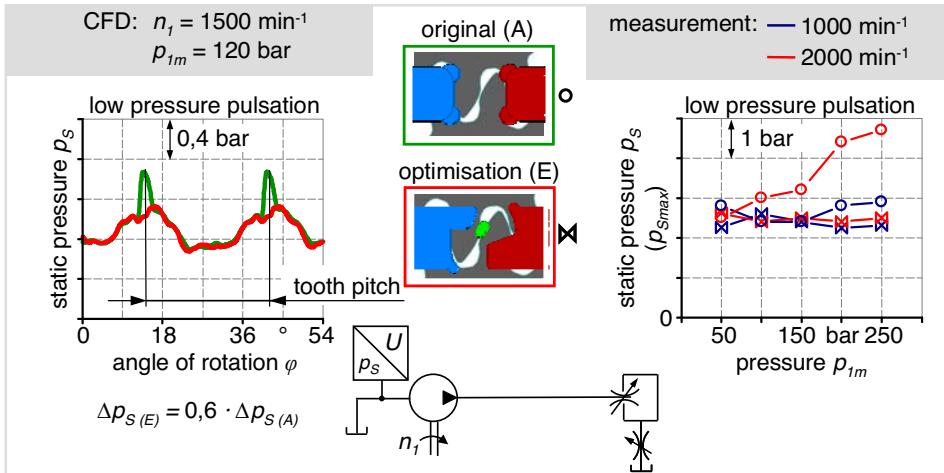 CFD: n1 = 1500 min-1
p1m = 120 bar
original (A)
measurement: 1000 min-1
2000 min-1
low pressure pulsation
0,4 bar
static pressure pS
tooth pitch
0 18 36 ° 54
angle of rotation φ
optimisation (E)
low pressure pulsation
1 bar
static pressure pS
(pSmax)
0
50 150 bar 250
pressure p1m
U
pS
n1
ΔpS (E) = 0,6 · ΔpS (A)